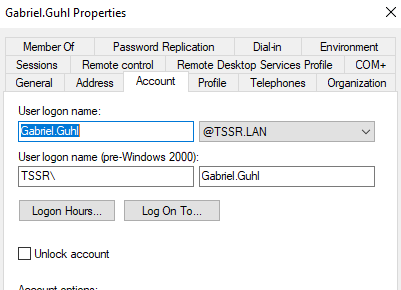 Gabriel.Guhl Properties
Member Of Password Replication Dial-in Environment
Sessions Remote control Remote Desktop Services Profile COM+
General Address Account Profile Telephones Organization
User logon name:
Gabriel.Guhl @TSSR.LAN
User logon name (pre-Windows 2000):
TSSR\ Gabriel.Guhl
Logon Hours... Log On To...
Unlock account
Account options: